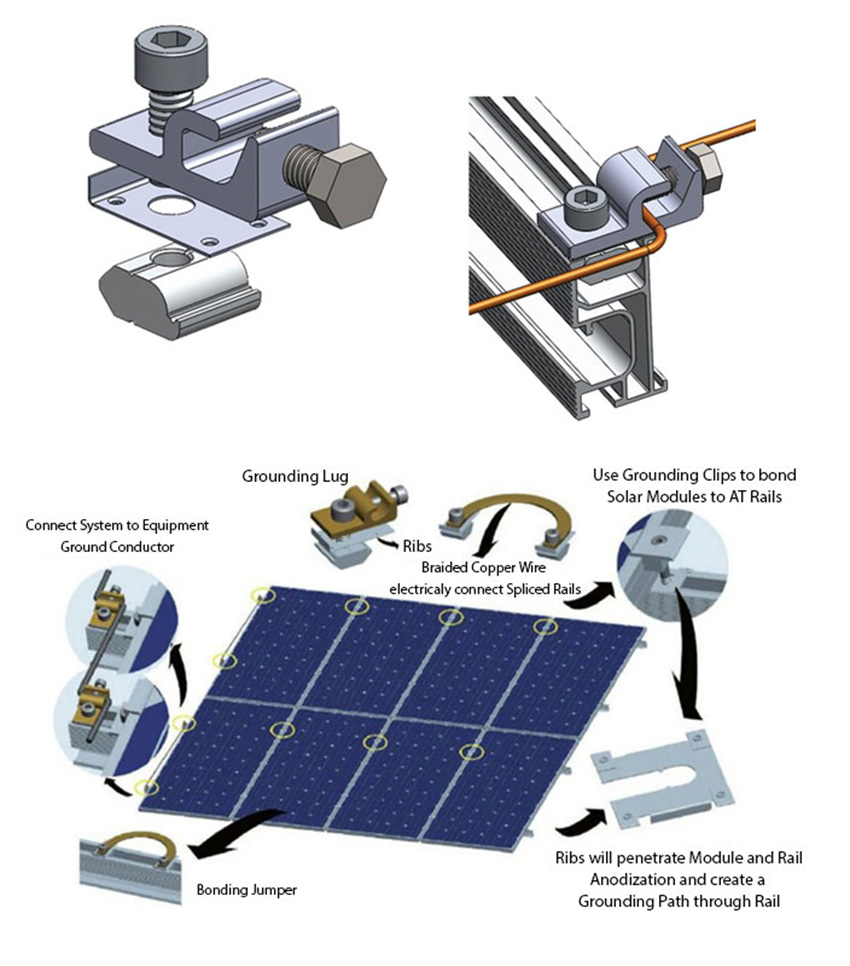 Grounding Lug
Use Grounding Clips to bond
Solar Modules to AT Rails
Connect System to Equipment
Ground Conductor
Ribs
Braided Copper Wire
electricaly connect Spliced Rails
Ribs will penetrate Module and Rail
Anodization and create a
Grounding Path through Rail
Bonding Jumper